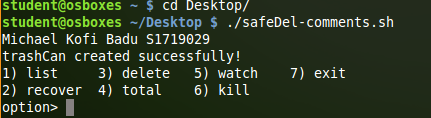 student@osboxes ~ $ cd Desktop/
student@osboxes ~/Desktop $ ./safeDel-comments.sh
Michael Kofi Badu S1719029
trashCan created successfully!
1) list     3) delete   5) watch    7) exit
2) recover  4) total    6) kill
option>